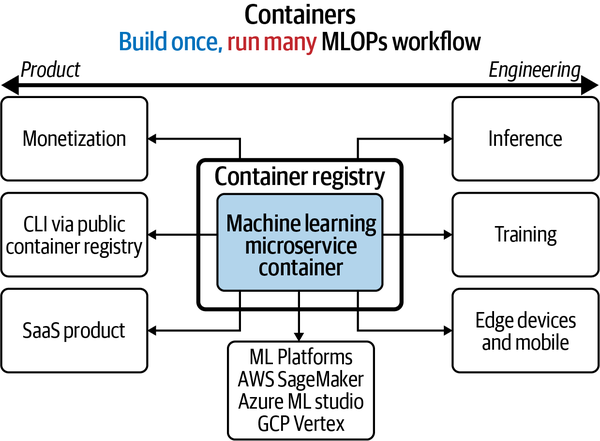 Containers
Build once, run many MLOPs workflow
Product
Engineering
Monetization
Inference
Container registry
CLI via public
container registry
Machine learning
microservice
container
Training
SaaS product
Edge devices
and mobile
ML Platforms
AWS SageMaker
Azure ML studio
GCP Vertex